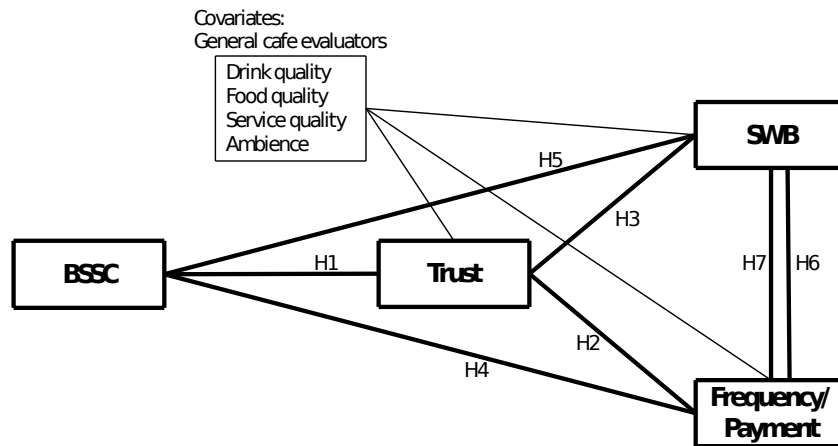 Covariates:
General cafe evaluators
Drink quality
Food quality
Service quality
Ambience
SWB
H5
H3
BSSC
H1
Trust
H7
H6
H2
H4
Frequency/
Payment